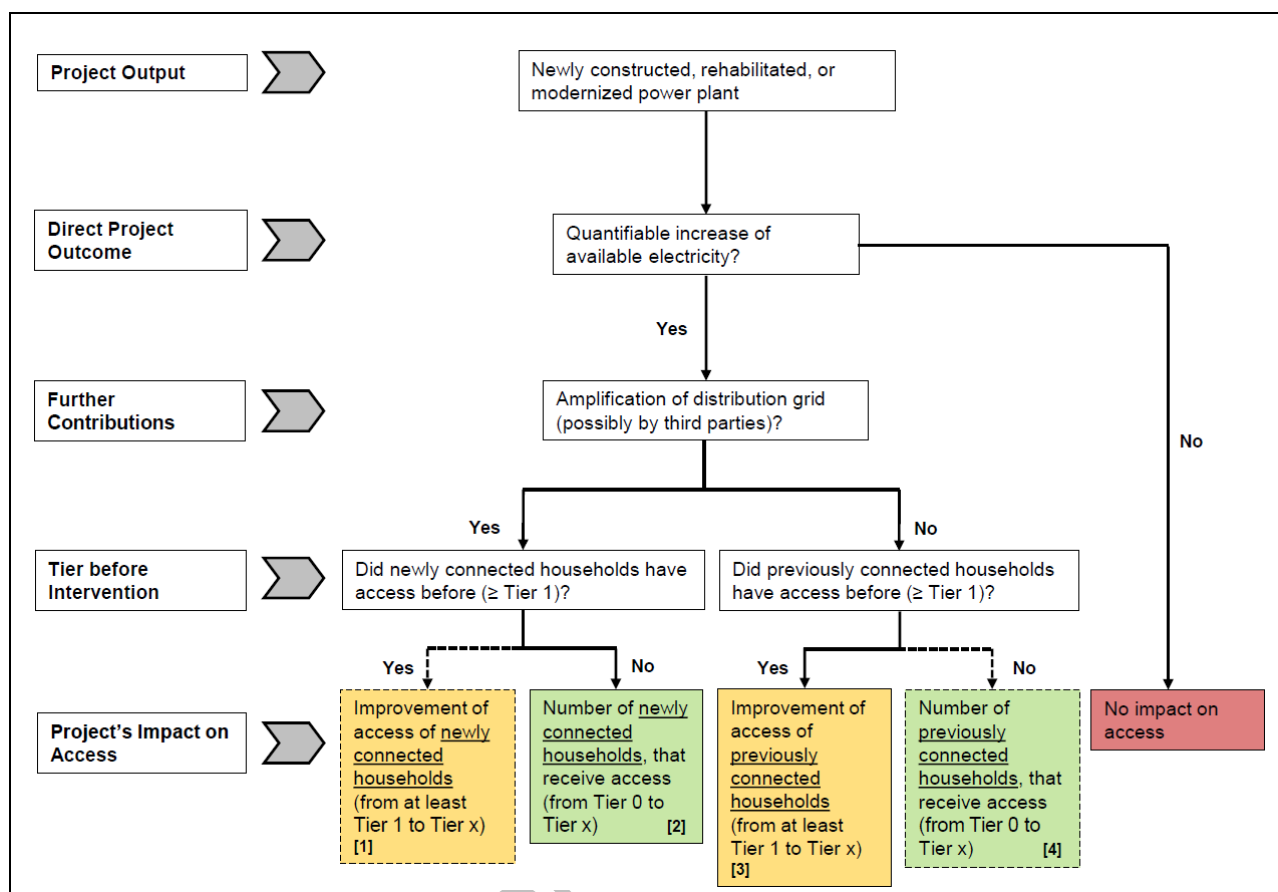 Project Output
Newly constructed, rehabilitated, or
modernized power plant
Direct Project
Outcome
Quantifiable increase of
available electricity?
Yes
No
Further
Contributions
Amplification of distribution grid
(possibly by third parties)?
Yes
No
Tier before
Intervention
Did newly connected households have
access before (≥ Tier 1)?
Did previously connected households
have access before (≥ Tier 1)?
Yes
No
Yes
No
Project's Impact on
Access
Improvement of
access of newly
connected
households
(from at least
Tier 1 to Tier x)
[1]
Number of newly
connected
households, that
receive access
(from Tier 0 to
Tier x) [2]
Improvement of
access of
previously
connected
households
(from at least
Tier 1 to Tier x)
[3]
Number of
previously
connected
households, that
receive access
(from Tier 0 to
Tier x) [4]
No impact on
access